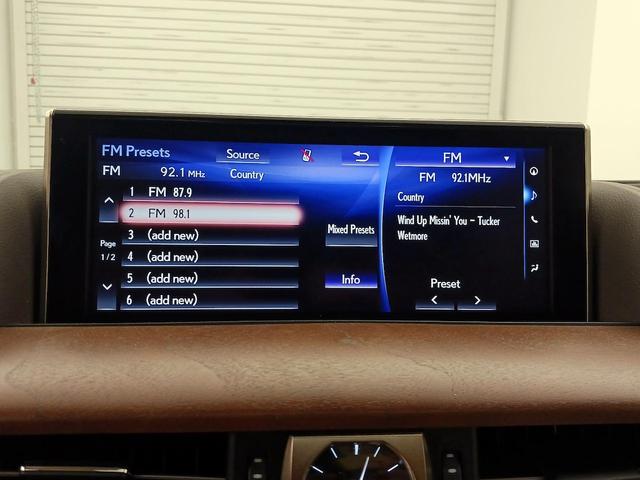 FM Presets
Source
FM 92.1 MHz
Country
1 FM 87.9
2 FM 98.1
3 (add new)
4 (add new)
5 (add new)
6 (add new)
Page
1/2
Mixed Presets
Info
FM
FM 92.1MHz
Country
Wind Up Missin' You - Tucker
Wetmore
Preset